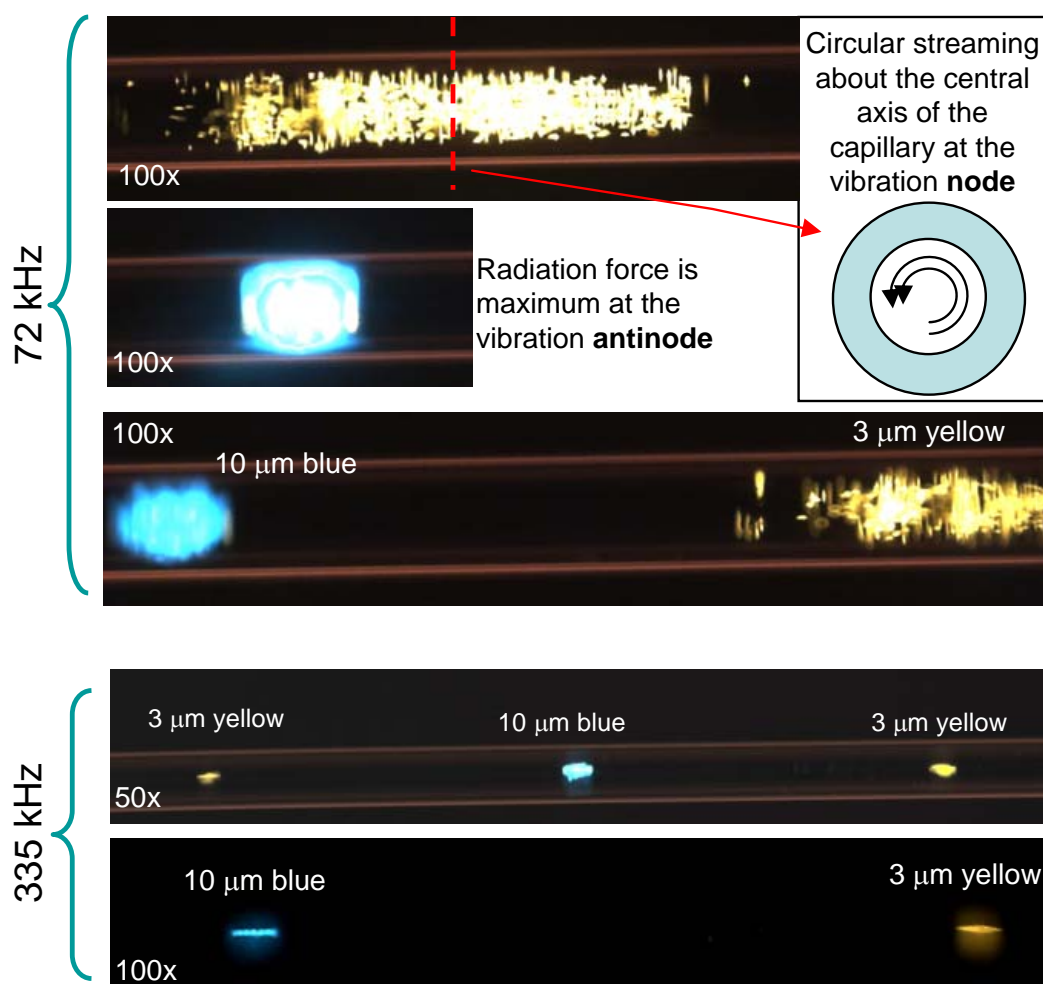 72 kHz
100x
Circular streaming
about the central
axis of the
capillary at the
vibration node
100x
Radiation force is
maximum at the
vibration antinode
100x
10 μm blue
3 μm yellow
335 kHz
3 μm yellow
10 μm blue
3 μm yellow
50x
10 μm blue
3 μm yellow
100x